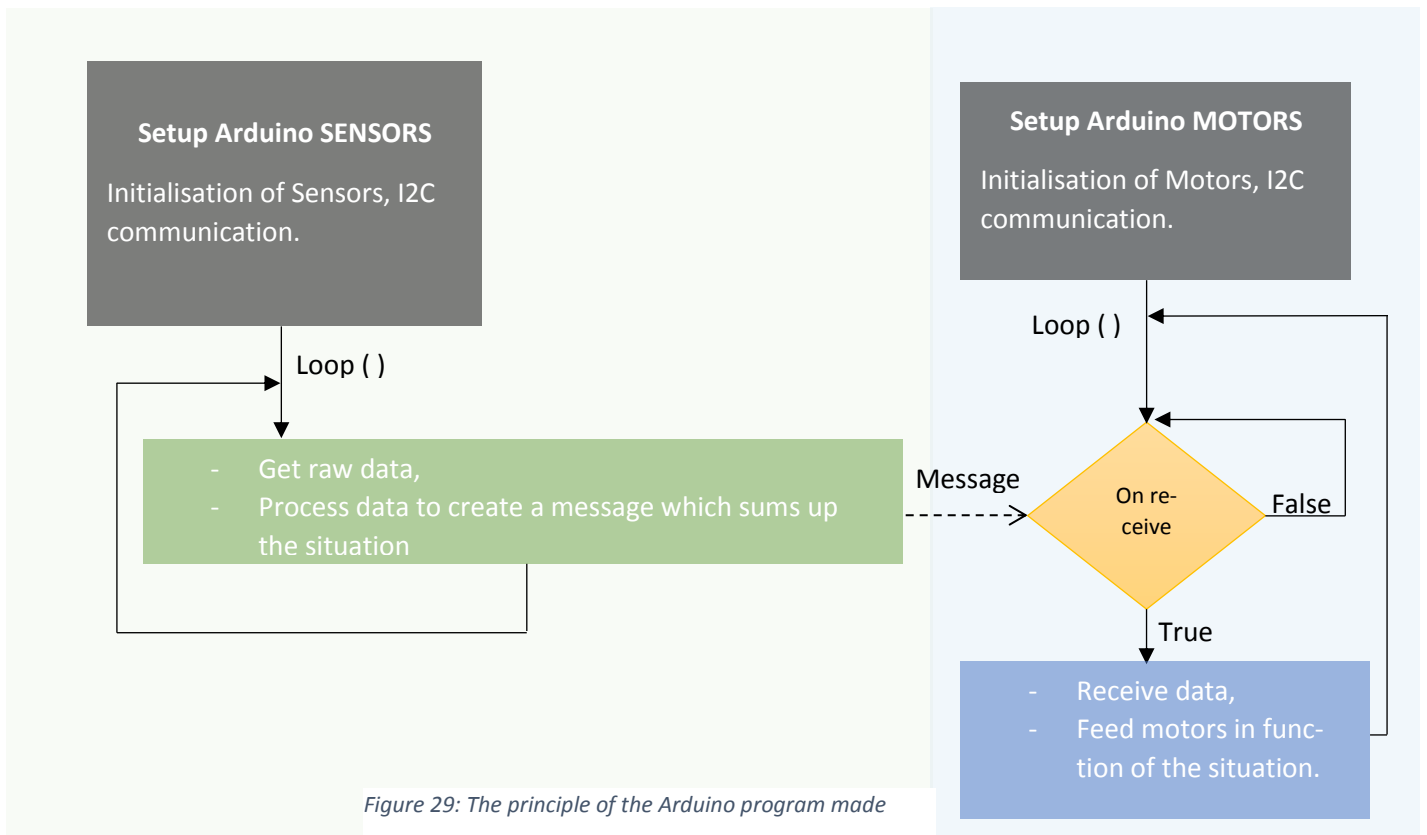 Setup Arduino SENSORS
Initialisation of Sensors, I2C
communication.
Loop ( )
- Get raw data,
- Process data to create a message which sums up
the situation
Message
Setup Arduino MOTORS
Initialisation of Motors, I2C
communication.
Loop ( )
On re-
ceive
False
True
- Receive data,
- Feed motors in func-
tion of the situation.
Figure 29: The principle of the Arduino program made